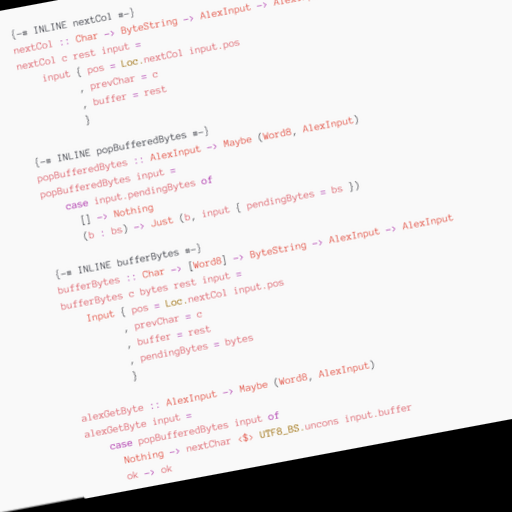 {-# INLINE nextCol #-}
nextCol :: Char -> ByteString -> AlexInput ->
nextCol c rest input =
input { pos = Loc.nextCol input.pos
, prevChar = c
, buffer = rest
}
{-# INLINE popBufferedBytes #-}
popBufferedBytes :: AlexInput -> Maybe (Word8, AlexInput)
popBufferedBytes input =
case input.pendingBytes of
[] -> Nothing
(b : bs) -> Just (b, input { pendingBytes = bs })
{-# INLINE bufferBytes #-}
bufferBytes :: Char -> [Word8] -> ByteString -> AlexInput -> AlexInput
bufferBytes c bytes rest input =
Input { pos = Loc.nextCol input.pos
, prevChar = c
, buffer = rest
, pendingBytes = bytes
}
alexGetByte :: AlexInput -> Maybe (Word8, AlexInput)
alexGetByte input =
case popBufferedBytes input of
Nothing -> nextChar <$> UTF8_BS.uncons input.buffer
ok -> ok